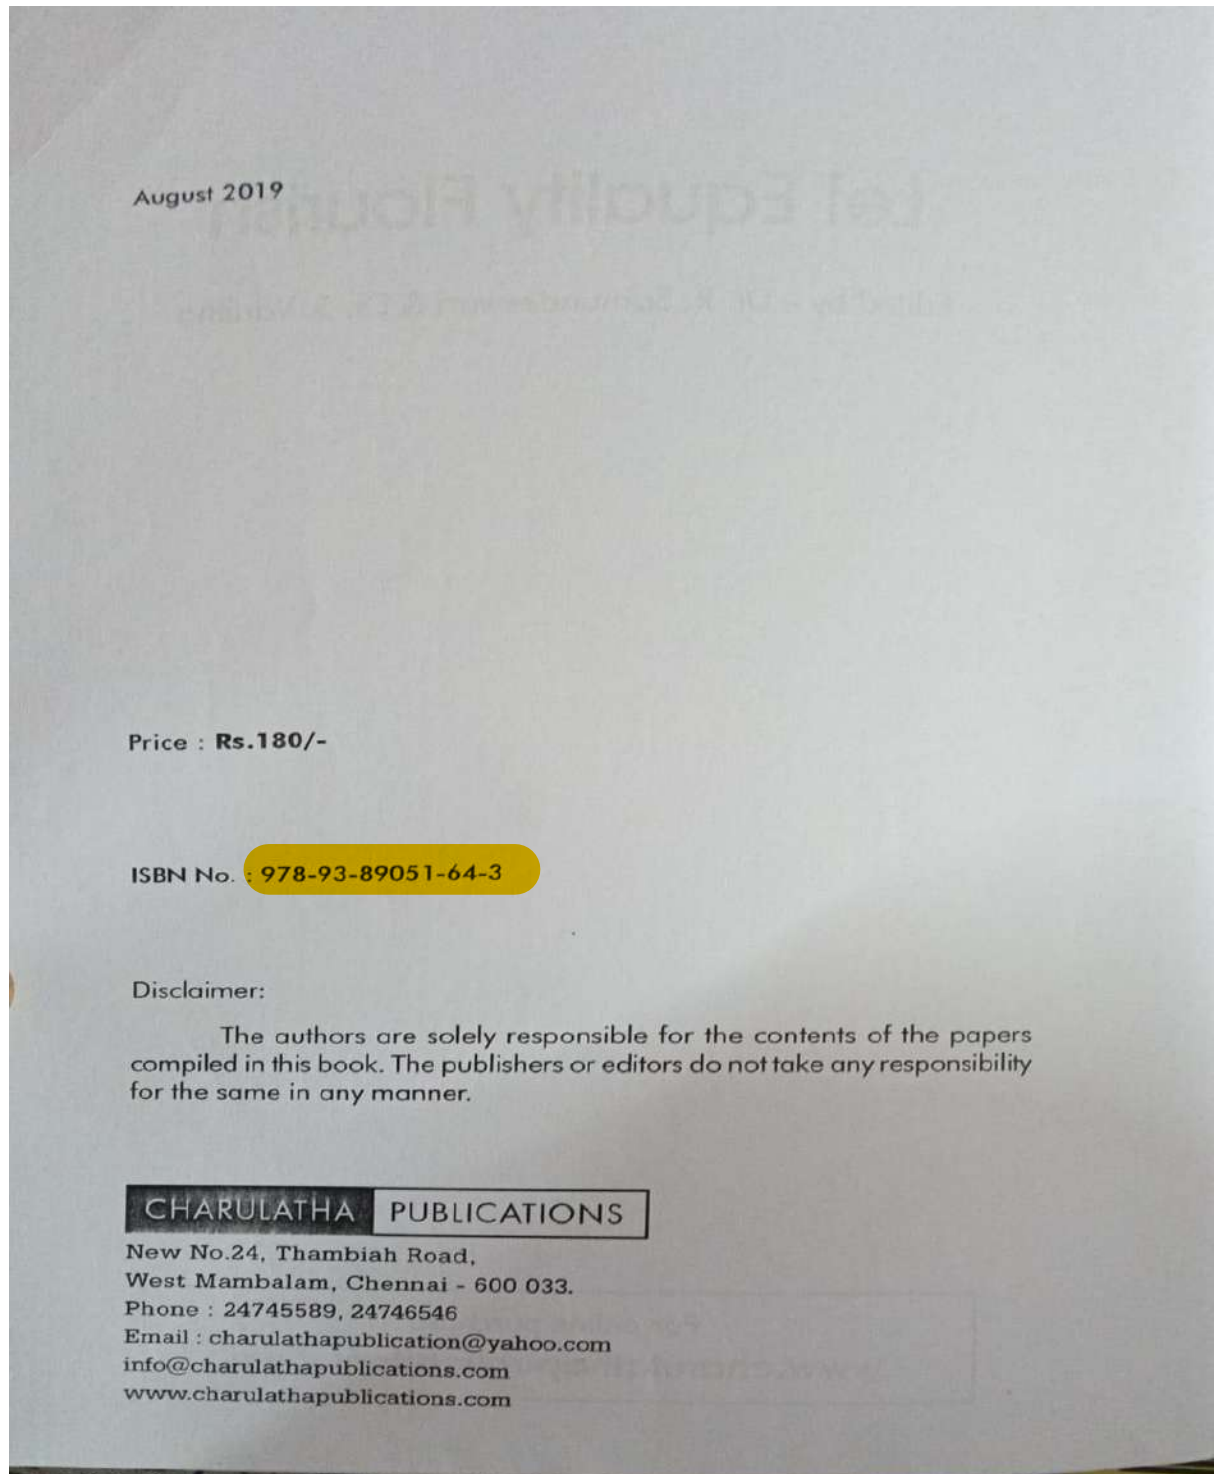 August 2019
Price : Rs.180/-
ISBN No. : 978-93-89051-64-3
Disclaimer:
The authors are solely responsible for the contents of the papers
compiled in this book. The publishers or editors do not take any responsibility
for the same in any manner.
CHARULATHA PUBLICATIONS
New No.24, Thambiah Road,
West Mambalam, Chennai - 600 033.
Phone : 24745589, 24746546
Email : charulathapublication@yahoo.com
info@charulathapublications.com
www.charulathapublications.com